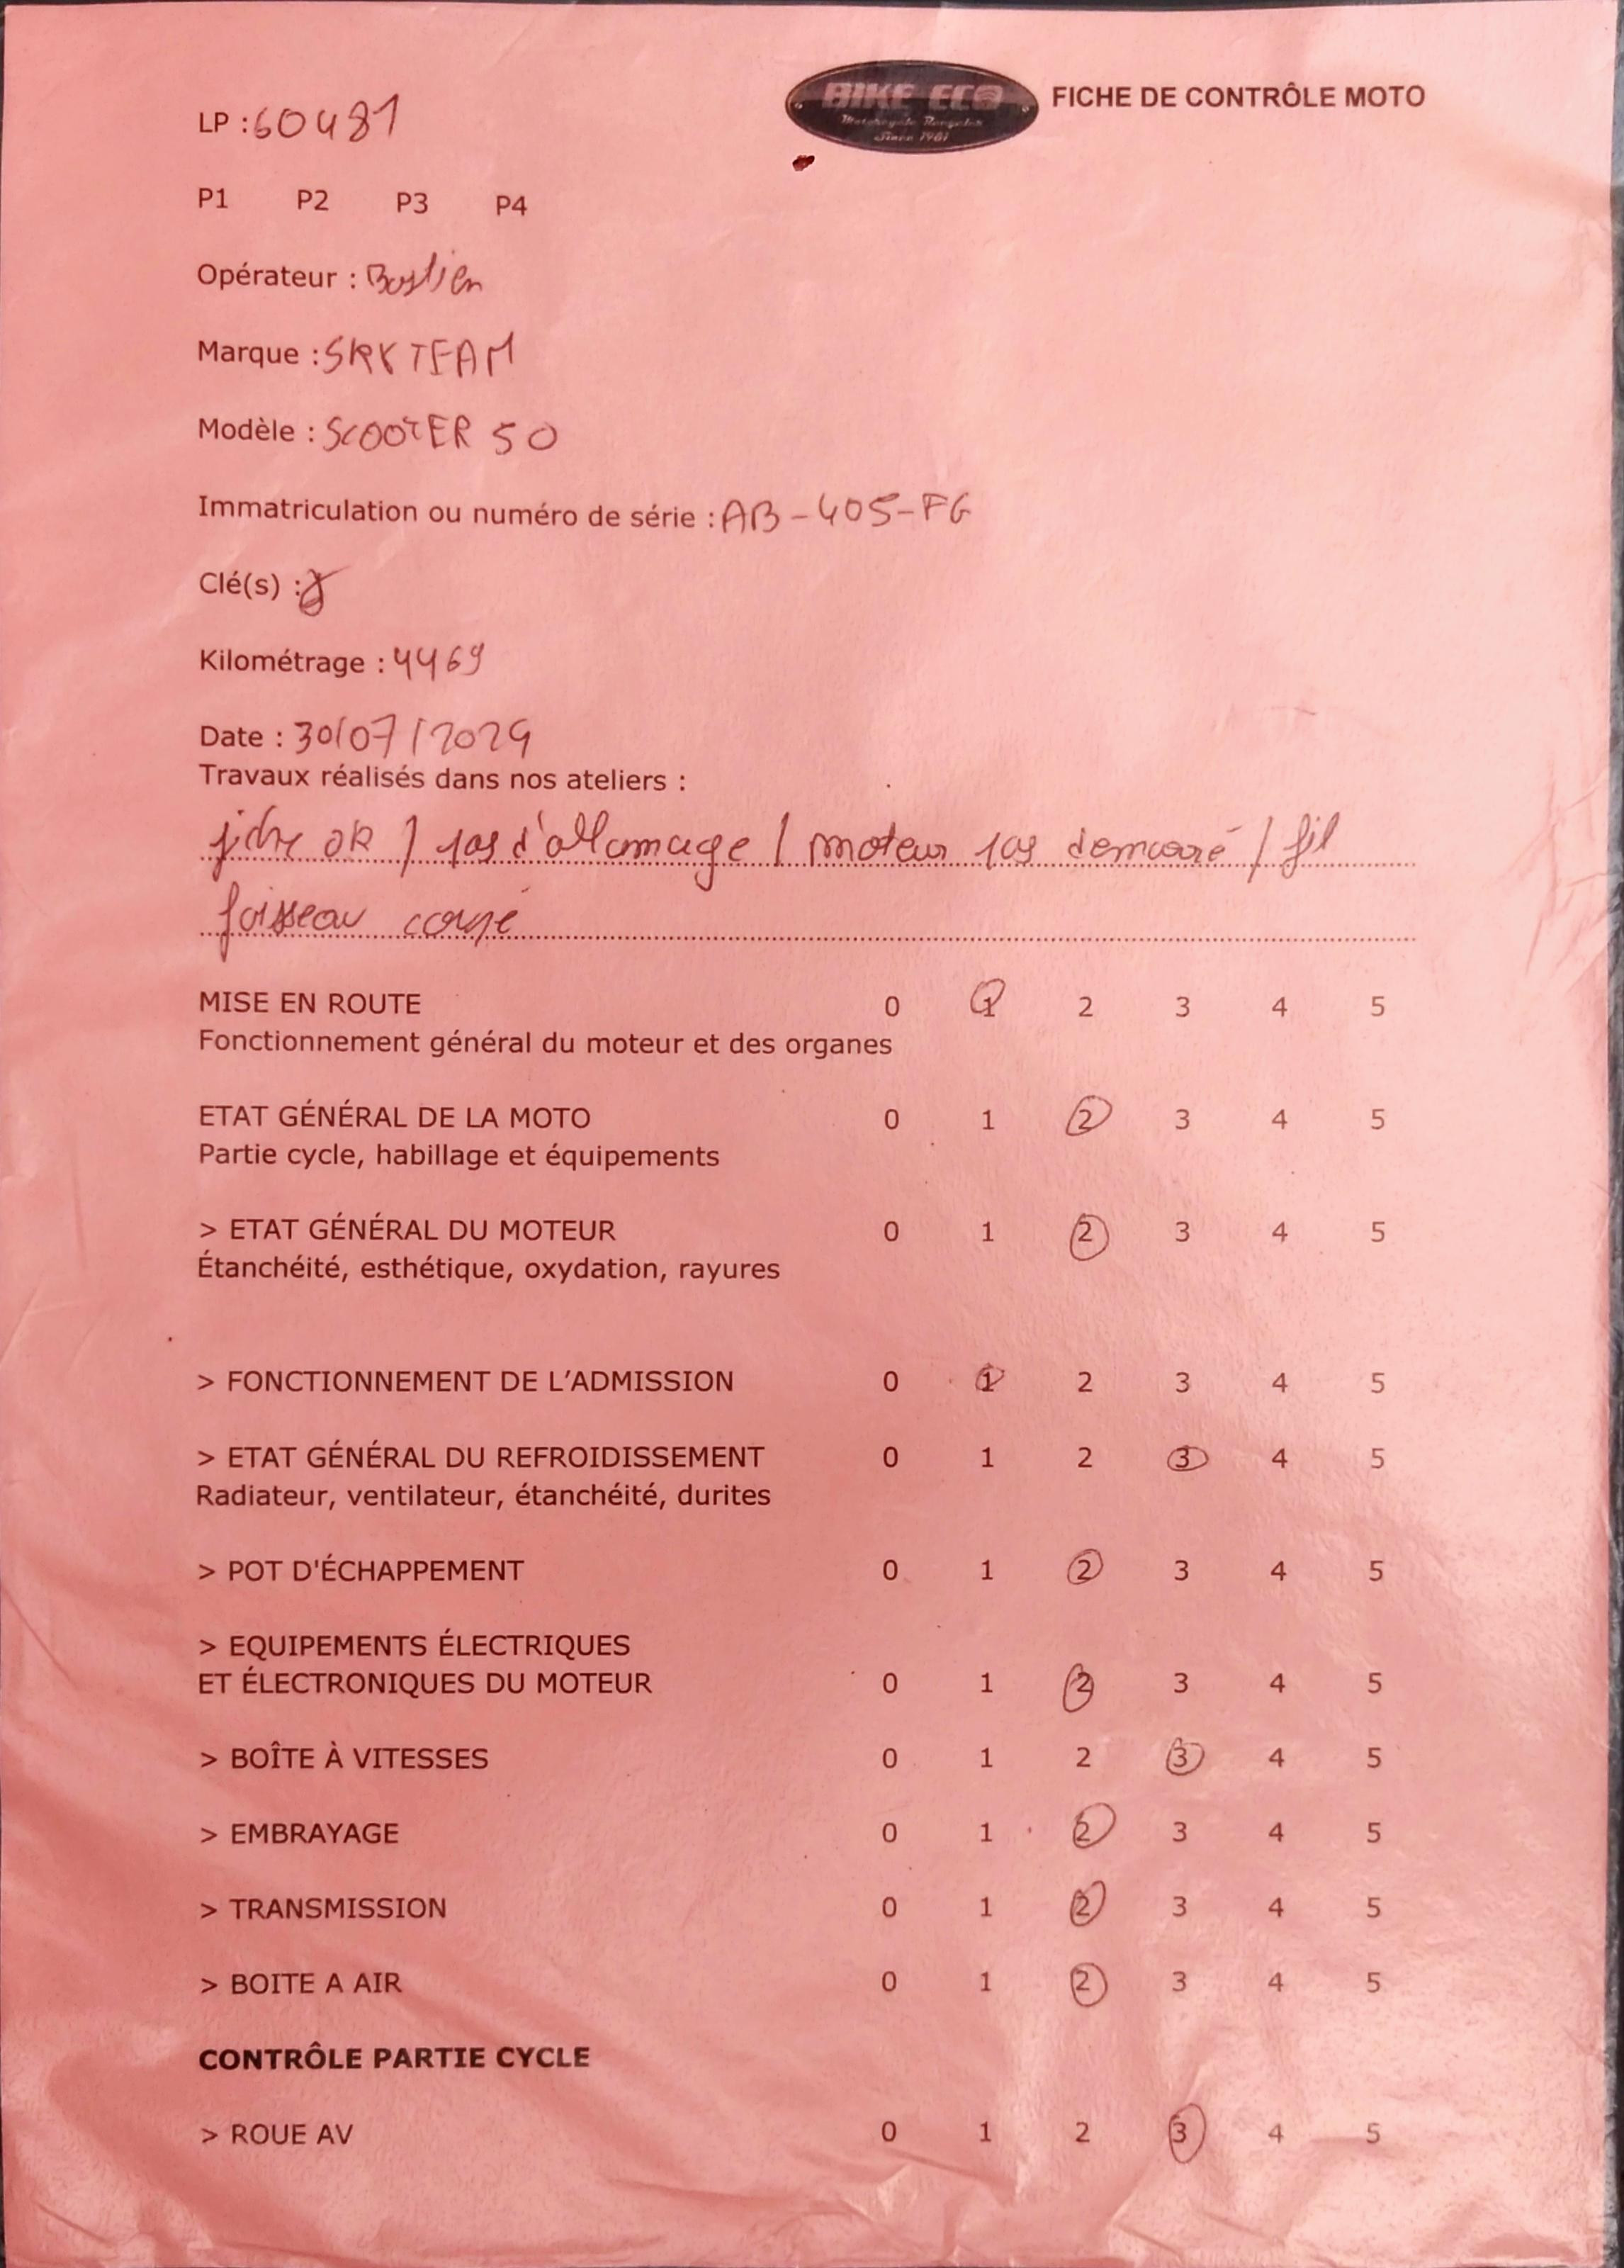 BIKE ECO
Motorcycle Recycler
Since 1981
FICHE DE CONTRÔLE MOTO
LP : 60481
P1 P2 P3 P4
Opérateur : Bastien
Marque : SKYTEAM
Modèle : SCOOTER 50
Immatriculation ou numéro de série : AB-405-FG
Clé(s) :
Kilométrage : 4469
Date : 30/07/2024
Travaux réalisés dans nos ateliers :
OK / pas d'allumage / moteur pas demarré / fil
faisseau coupé
MISE EN ROUTE 0 1 2 3 4 5
Fonctionnement général du moteur et des organes
ETAT GÉNÉRAL DE LA MOTO 0 1 2 3 4 5
Partie cycle, habillage et équipements
> ETAT GÉNÉRAL DU MOTEUR 0 1 2 3 4 5
Étanchéité, esthétique, oxydation, rayures
> FONCTIONNEMENT DE L'ADMISSION 0 1 2 3 4 5
> ETAT GÉNÉRAL DU REFROIDISSEMENT 0 1 2 3 4 5
Radiateur, ventilateur, étanchéité, durites
> POT D'ÉCHAPPEMENT 0 1 2 3 4 5
> EQUIPEMENTS ÉLECTRIQUES
ET ÉLECTRONIQUES DU MOTEUR 0 1 2 3 4 5
> BOÎTE À VITESSES 0 1 2 3 4 5
> EMBRAYAGE 0 1 2 3 4 5
> TRANSMISSION 0 1 2 3 4 5
> BOITE A AIR 0 1 2 3 4 5
CONTRÔLE PARTIE CYCLE
> ROUE AV 0 1 2 3 4 5